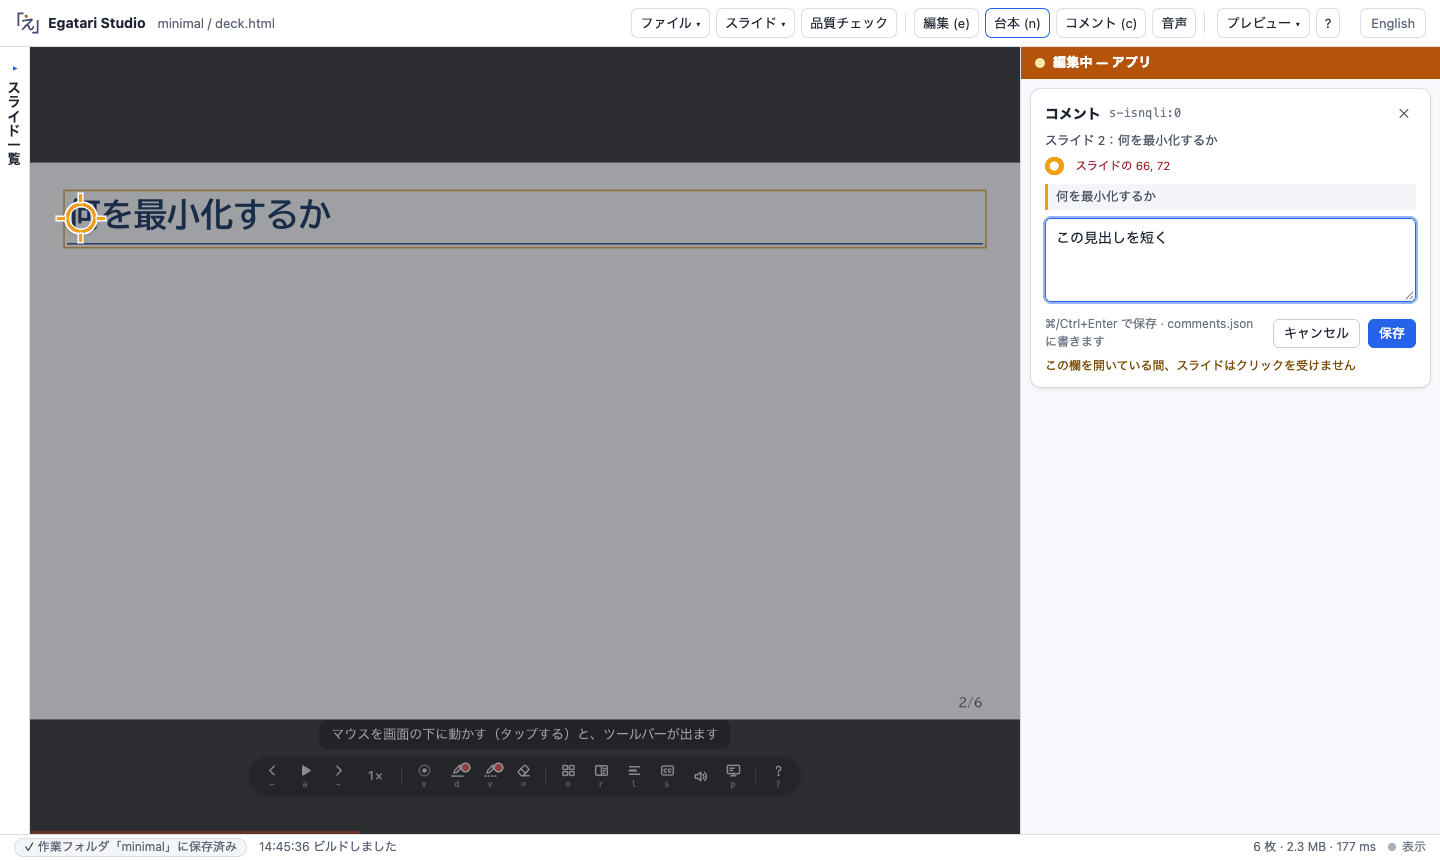 Egatari Studio minimal / deck.html
ファイル ▾ スライド ▾ 品質チェック 編集 (e) 台本 (n) コメント (c) 音声 プレビュー ▾ ? English
スライド一覧
何を最小化するか
2/6
マウスを画面の下に動かす（タップする）と、ツールバーが出ます
1×
← a → x d v ⌫ o r l s p ?
編集中 — アプリ
コメント s-isnqli:0
スライド 2：何を最小化するか
スライドの 66, 72
何を最小化するか
この見出しを短く
⌘/Ctrl+Enter で保存 · comments.json
に書きます
キャンセル 保存
この欄を開いている間、スライドはクリックを受けません
✓ 作業フォルダ「minimal」に保存済み 14:45:36 ビルドしました
6 枚 · 2.3 MB · 177 ms 表示